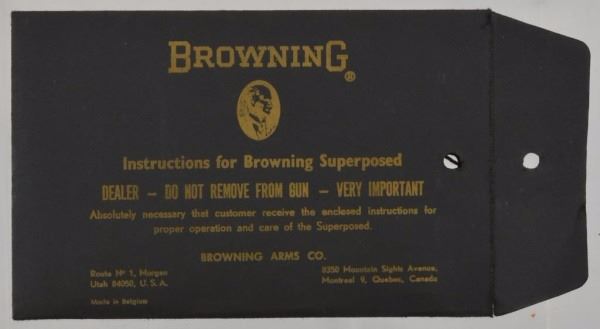 BROWNING
®
Instructions for Browning Superposed
DEALER — DO NOT REMOVE FROM GUN — VERY IMPORTANT
Absolutely necessary that customer receive the enclosed instructions for
proper operation and care of the Superposed.
BROWNING ARMS CO.
Route Nº 1, Morgan
Utah 84050, U. S. A.
8350 Mountain Sights Avenue,
Montreal 9, Quebec, Canada
Made in Belgium